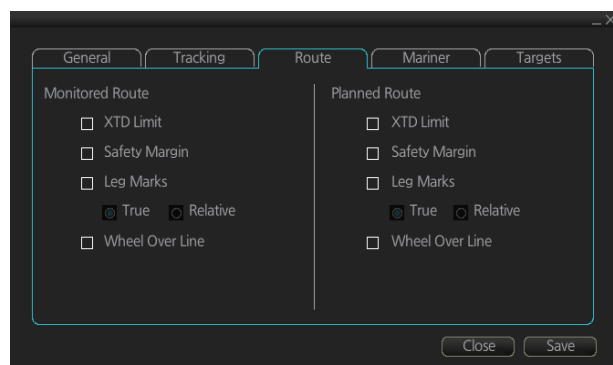 General Tracking Route Mariner Targets
Monitored Route Planned Route
XTD Limit XTD Limit
Safety Margin Safety Margin
Leg Marks Leg Marks
True Relative True Relative
Wheel Over Line Wheel Over Line
Close Save